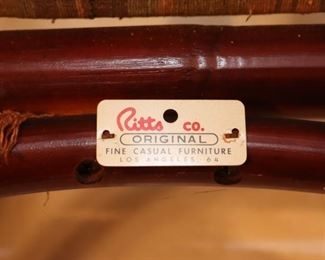 Ritts co.
ORIGINAL
FINE CASUAL FURNITURE
LOS ANGELES, 64